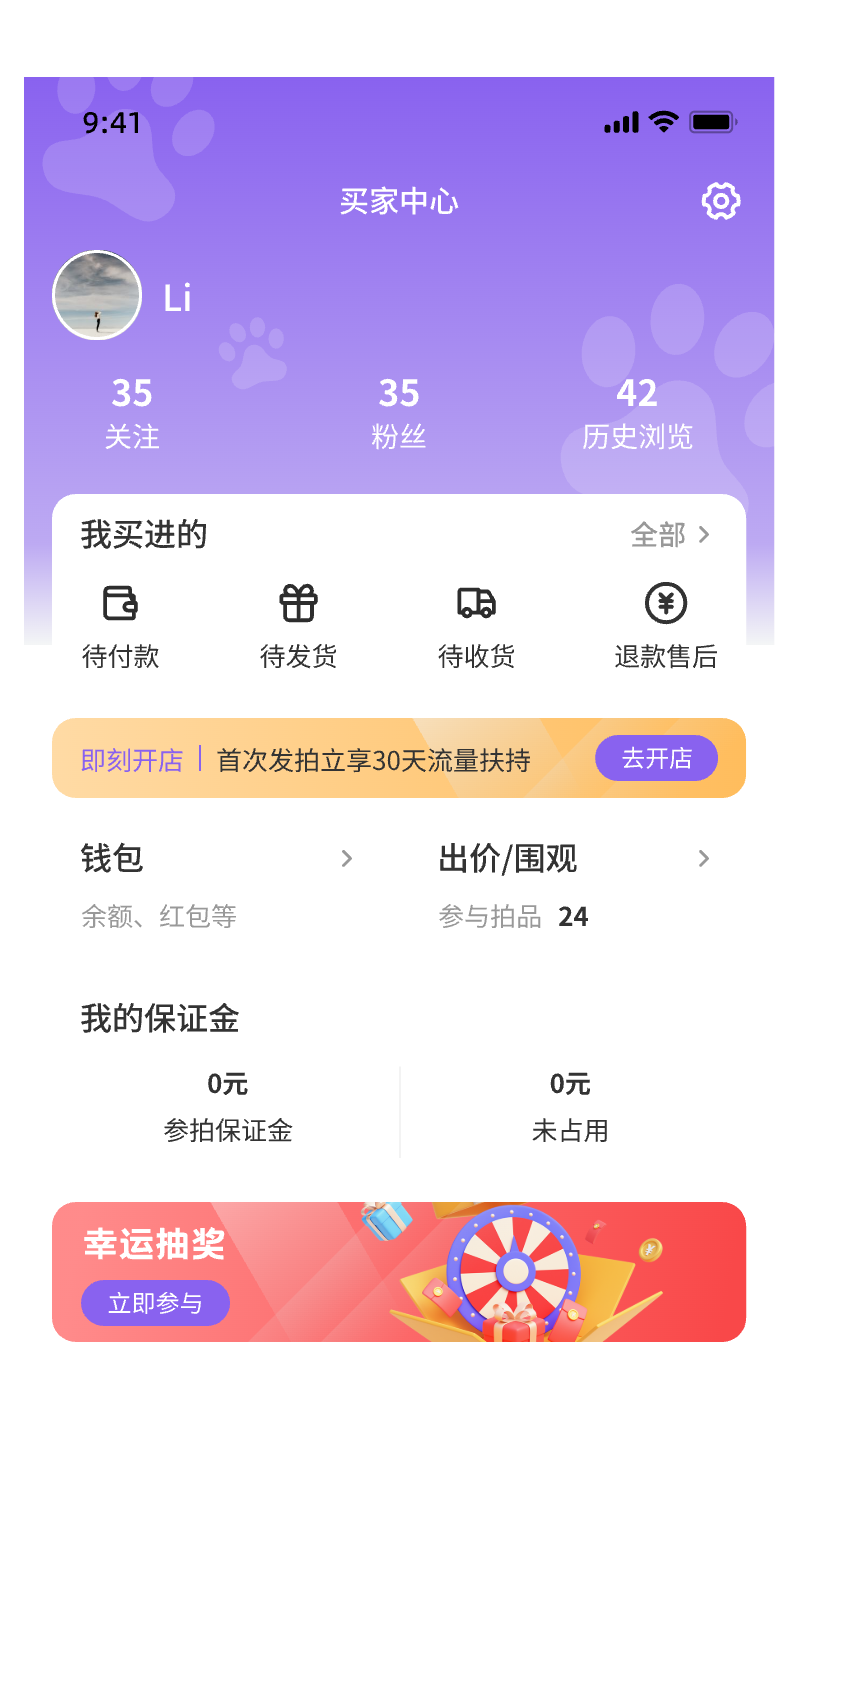 9:41
买家中心
Li
35 35 42
关注 粉丝 历史浏览
我买进的 全部
待付款 待发货 待收货 退款售后
即刻开店 首次发拍立享30天流量扶持 去开店
钱包 出价/围观
余额、红包等 参与拍品 24
我的保证金
0元 0元
参拍保证金 未占用
幸运抽奖
立即参与